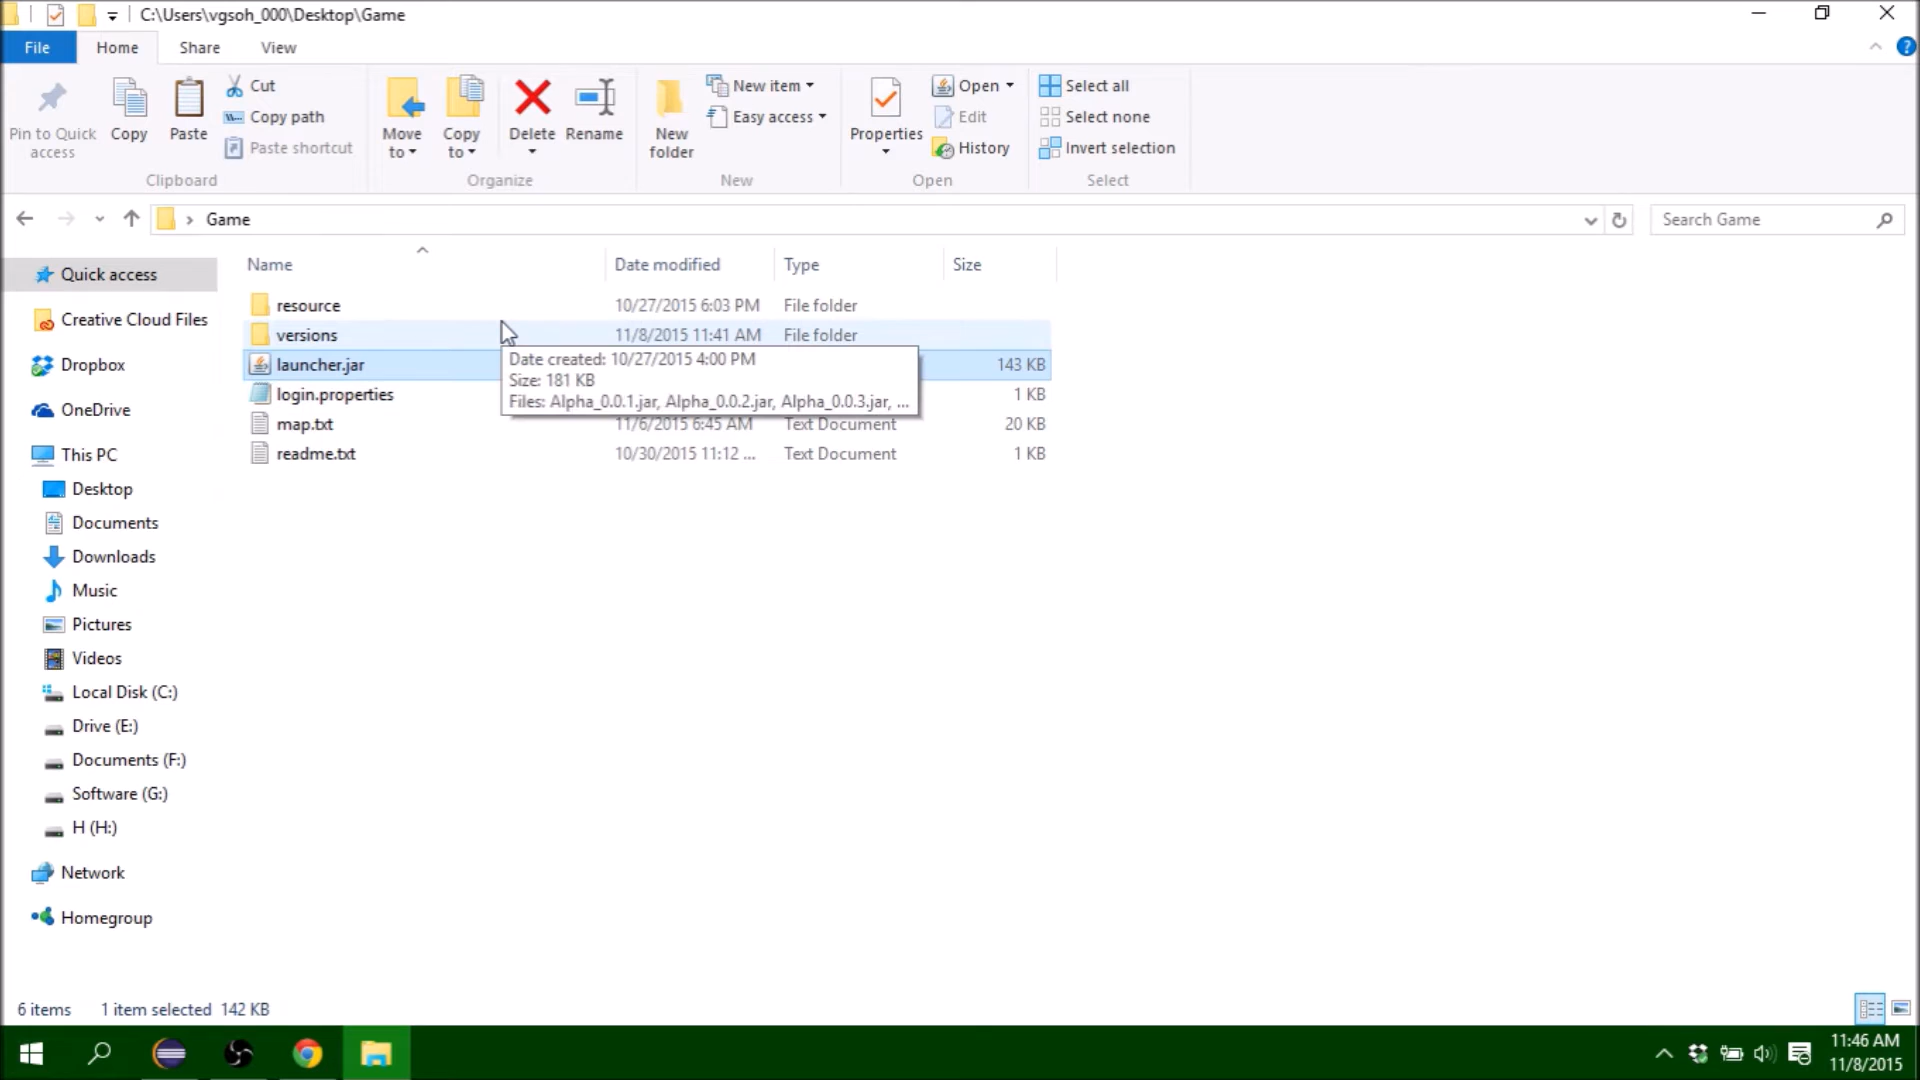 C:\Users\vgsoh_000\Desktop\Game
File Home Share View
Pin to Quick access
Copy
Paste
Cut
Copy path
Paste shortcut
Clipboard
Move to
Copy to
Delete
Rename
Organize
New folder
New item
Easy access
New
Properties
Open
Edit
History
Open
Select all
Select none
Invert selection
Select
Game
Search Game
Name Date modified Type Size
Quick access
Creative Cloud Files
Dropbox
OneDrive
This PC
Desktop
Documents
Downloads
Music
Pictures
Videos
Local Disk (C:)
Drive (E:)
Documents (F:)
Software (G:)
H (H:)
Network
Homegroup
resource 10/27/2015 6:03 PM File folder
versions 11/8/2015 11:41 AM File folder
launcher.jar 143 KB
login.properties 1 KB
map.txt 11/6/2015 6:45 AM Text Document 20 KB
readme.txt 10/30/2015 11:12 ... Text Document 1 KB
Date created: 10/27/2015 4:00 PM
Size: 181 KB
Files: Alpha_0.0.1.jar, Alpha_0.0.2.jar, Alpha_0.0.3.jar, ...
6 items 1 item selected 142 KB
11:46 AM
11/8/2015